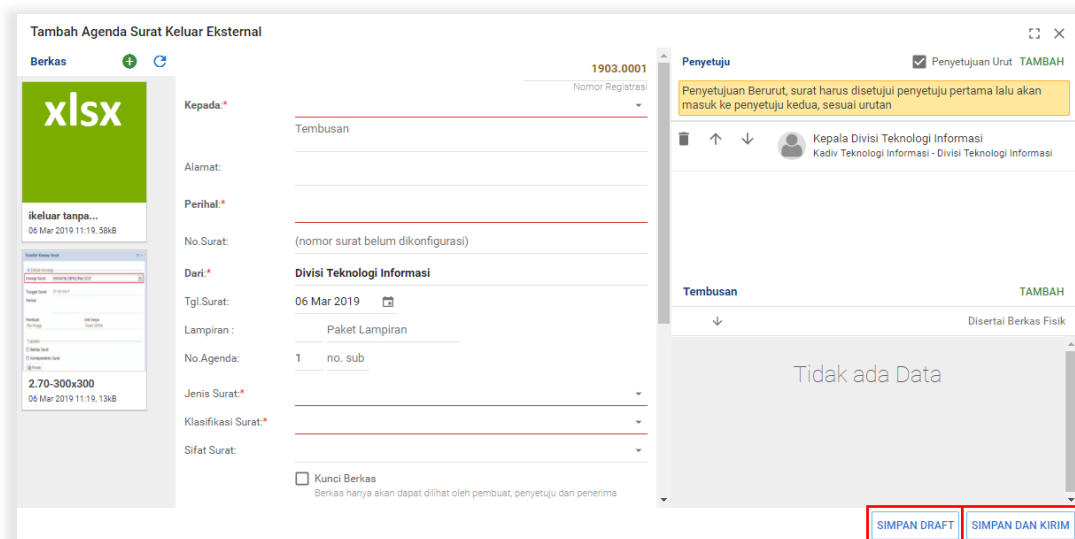 Tambah Agenda Surat Keluar Eksternal
Berkas
xlsx
ikeluar tanpa...
06 Mar 2019 11:19, 58kB
2.70-300x300
06 Mar 2019 11:19, 13kB
1903.0001
Nomor Registrasi
Kepada:*
Tembusan
Alamat:
Perihal:*
No.Surat: (nomor surat belum dikonfigurasi)
Dari:* Divisi Teknologi Informasi
Tgl.Surat: 06 Mar 2019
Lampiran : Paket Lampiran
No.Agenda: 1 no. sub
Jenis Surat:*
Klasifikasi Surat:*
Sifat Surat:
Kunci Berkas
Berkas hanya akan dapat dilihat oleh pembuat, penyetuju dan penerima
Penyetuju Penyetujuan Urut TAMBAH
Penyetujuan Berurut, surat harus disetujui penyetuju pertama lalu akan
masuk ke penyetuju kedua, sesuai urutan
Kepala Divisi Teknologi Informasi
Kadiv Teknologi Informasi - Divisi Teknologi Informasi
Tembusan TAMBAH
Disertai Berkas Fisik
Tidak ada Data
SIMPAN DRAFT SIMPAN DAN KIRIM